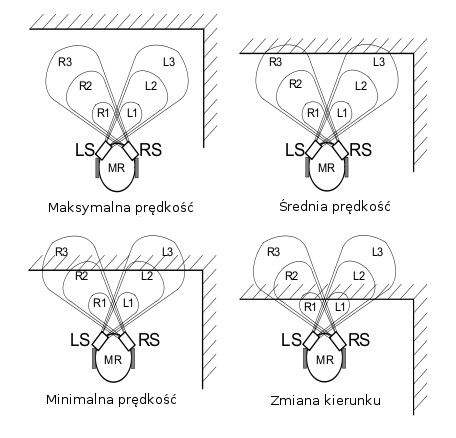 R3 L3
R2 L2
R1 L1
LS RS
MR
Maksymalna prędkość
R3 L3
R2 L2
R1 L1
LS RS
MR
Średnia prędkość
R3 L3
R2 L2
R1 L1
LS RS
MR
Minimalna prędkość
R3 L3
R2 L2
R1 L1
LS RS
MR
Zmiana kierunku